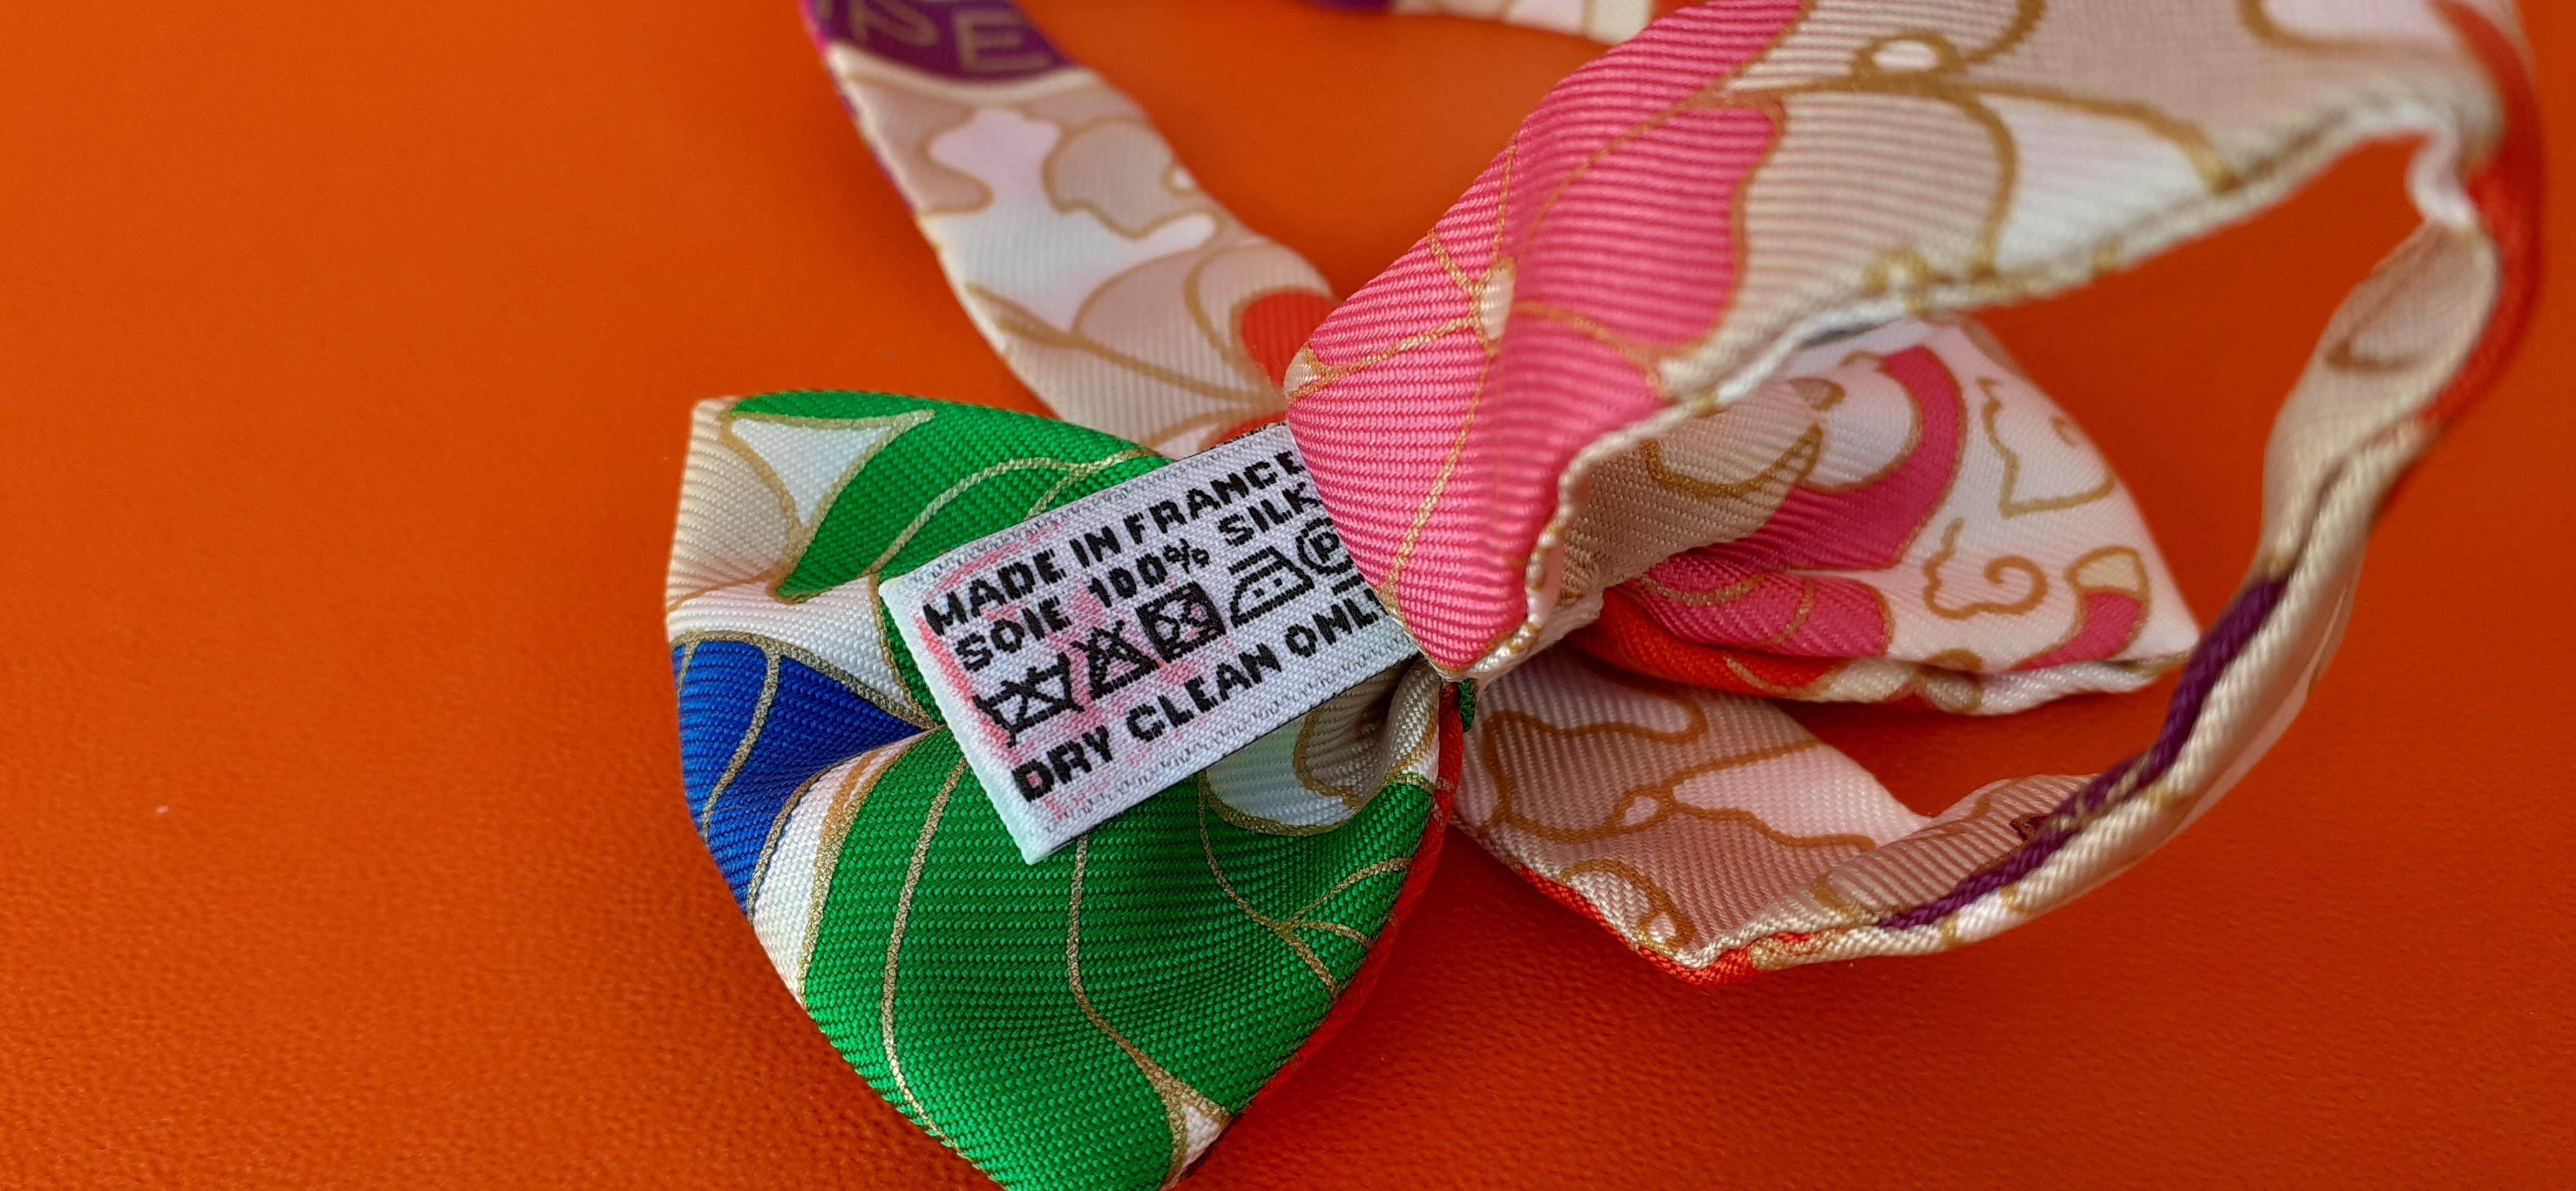 MADE IN FRANCE
SOIE 100% SILK
P
DRY CLEAN ONLY